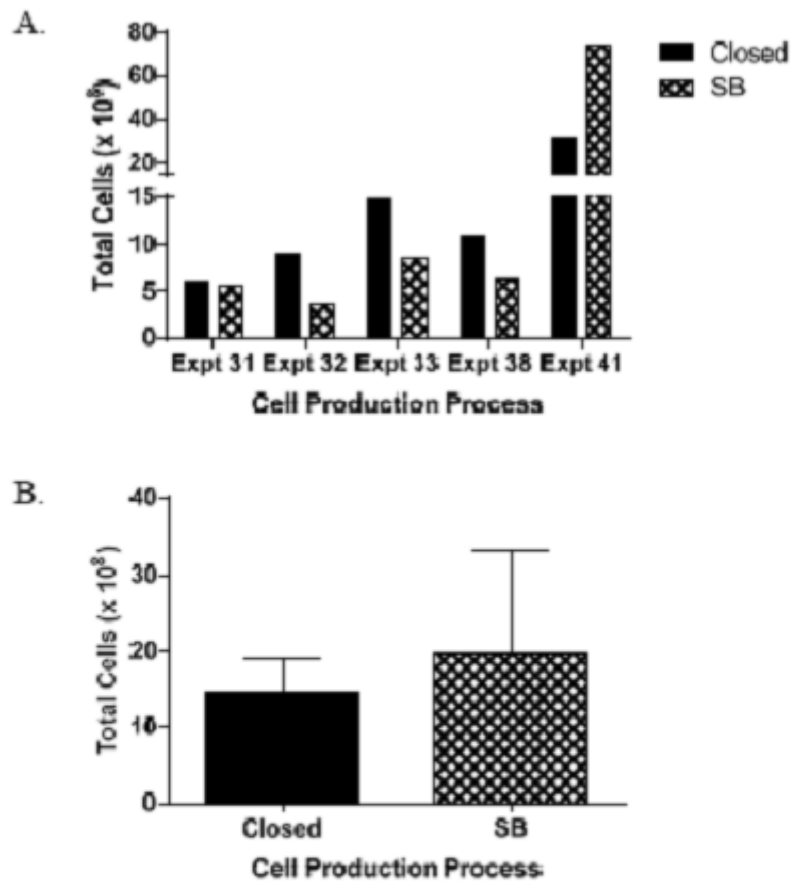 A.
80
60
40
20
15
10
5
0
Total Cells (x 10⁸)
Closed
SB
Expt 31 Expt 32 Expt 33 Expt 38 Expt 41
Cell Production Process
B.
40
30
20
10
0
Total Cells (x 10⁸)
Closed SB
Cell Production Process